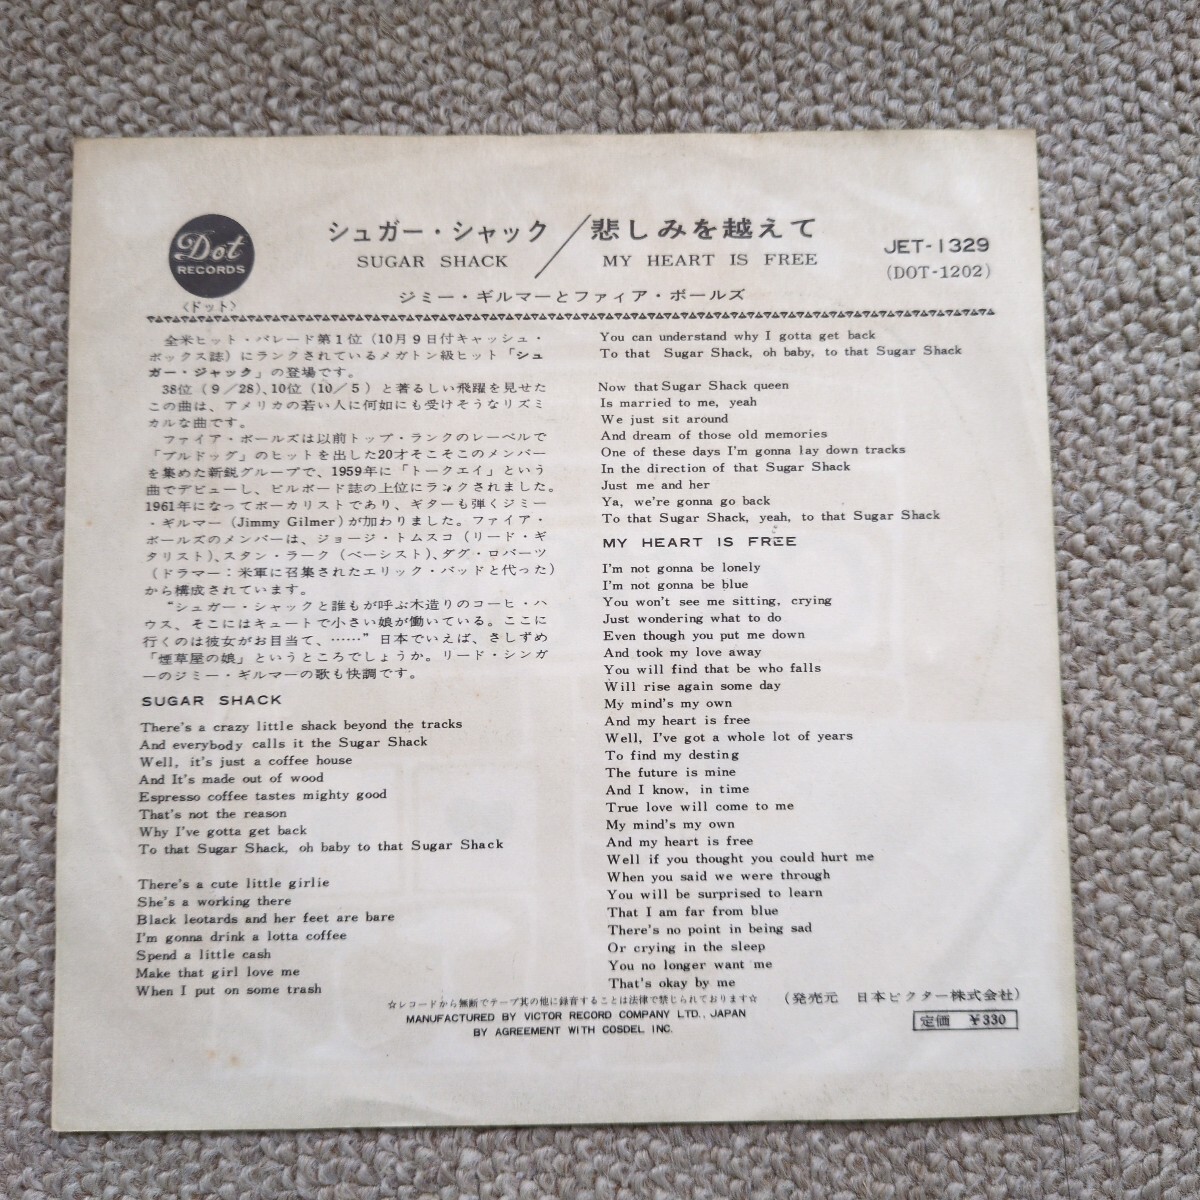 Dot
RECORDS
〈ドット〉
シュガー・シャック／悲しみを越えて
SUGAR SHACK MY HEART IS FREE
JET-1329
(DOT-1202)
ジミー・ギルマーとファイア・ボールズ
全米ヒット・パレード第1位(10月9日付キャッシュ・
ボックス誌)にランクされているメガトン級ヒット「シュ
ガー・ジャック」の登場です。
38位(9/28)、10位(10/5)と著るしい飛躍を見せた
この曲は、アメリカの若い人に何如にも受けそうなリズミ
カルな曲です。
ファイア・ボールズは以前トップ・ランクのレーベルで
「ブルドッグ」のヒットを出した20才そこそこのメンバー
を集めた新鋭グループで、1959年に「トークエイ」という
曲でデビューし、ビルボード誌の上位にランクされました。
1961年になってボーカリストであり、ギターも弾くジミー
・ギルマー(Jimmy Gilmer)が加わりました。ファイア・
ボールズのメンバーは、ジョージ・トムスコ(リード・ギ
タリスト)、スタン・ラーク(ベーシスト)、ダグ・ロバーツ
(ドラマー:米軍に召集されたエリック・バッドと代った)
から構成されています。
"シュガー・シャックと誰もが呼ぶ木造りのコーヒ・ハ
ウス、そこにはキュートで小さい娘が働いている。ここに
行くのは彼女がお目当て、……"日本でいえば、さしずめ
「煙草屋の娘」というところでしょうか。リード・シンガ
ーのジミー・ギルマーの歌も快調です。
SUGAR SHACK
There's a crazy little shack beyond the tracks
And everybody calls it the Sugar Shack
Well, it's just a coffee house
And It's made out of wood
Espresso coffee tastes mighty good
That's not the reason
Why I've gotta get back
To that Sugar Shack, oh baby to that Sugar Shack
There's a cute little girlie
She's a working there
Black leotards and her feet are bare
I'm gonna drink a lotta coffee
Spend a little cash
Make that girl love me
When I put on some trash
You can understand why I gotta get back
To that Sugar Shack, oh baby, to that Sugar Shack
Now that Sugar Shack queen
Is married to me, yeah
We just sit around
And dream of those old memories
One of these days I'm gonna lay down tracks
In the direction of that Sugar Shack
Just me and her
Ya, we're gonna go back
To that Sugar Shack, yeah, to that Sugar Shack
MY HEART IS FREE
I'm not gonna be lonely
I'm not gonna be blue
You won't see me sitting, crying
Just wondering what to do
Even though you put me down
And took my love away
You will find that be who falls
Will rise again some day
My mind's my own
And my heart is free
Well, I've got a whole lot of years
To find my desting
The future is mine
And I know, in time
True love will come to me
My mind's my own
And my heart is free
Well if you thought you could hurt me
When you said we were through
You will be surprised to learn
That I am far from blue
There's no point in being sad
Or crying in the sleep
You no longer want me
That's okay by me
☆レコードから無断でテープ其の他に録音することは法律で禁じられております☆
MANUFACTURED BY VICTOR RECORD COMPANY LTD., JAPAN
BY AGREEMENT WITH COSDEL INC.
(発売元 日本ビクター株式会社)
定価 ¥330